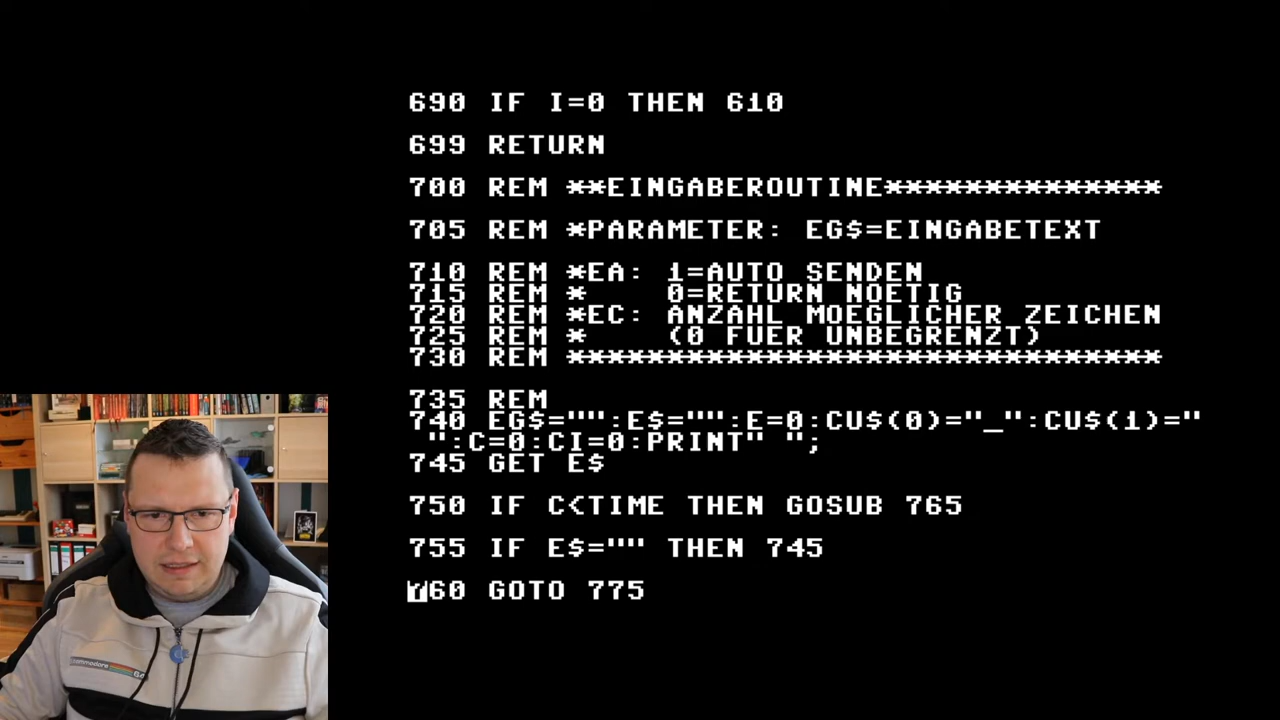 690 IF I=0 THEN 610
699 RETURN
700 REM **EINGABEROUTINE**************
705 REM *PARAMETER: EG$=EINGABETEXT
710 REM *EA: 1=AUTO SENDEN
715 REM *    0=RETURN NOETIG
720 REM *EC: ANZAHL MOEGLICHER ZEICHEN
725 REM *    (0 FUER UNBEGRENZT)
730 REM ******************************
735 REM
740 EG$="":E$="":E=0:CU$(0)="_":CU$(1)="
 ":C=0:CI=0:PRINT" ";
745 GET E$
750 IF C<TIME THEN GOSUB 765
755 IF E$="" THEN 745
760 GOTO 775